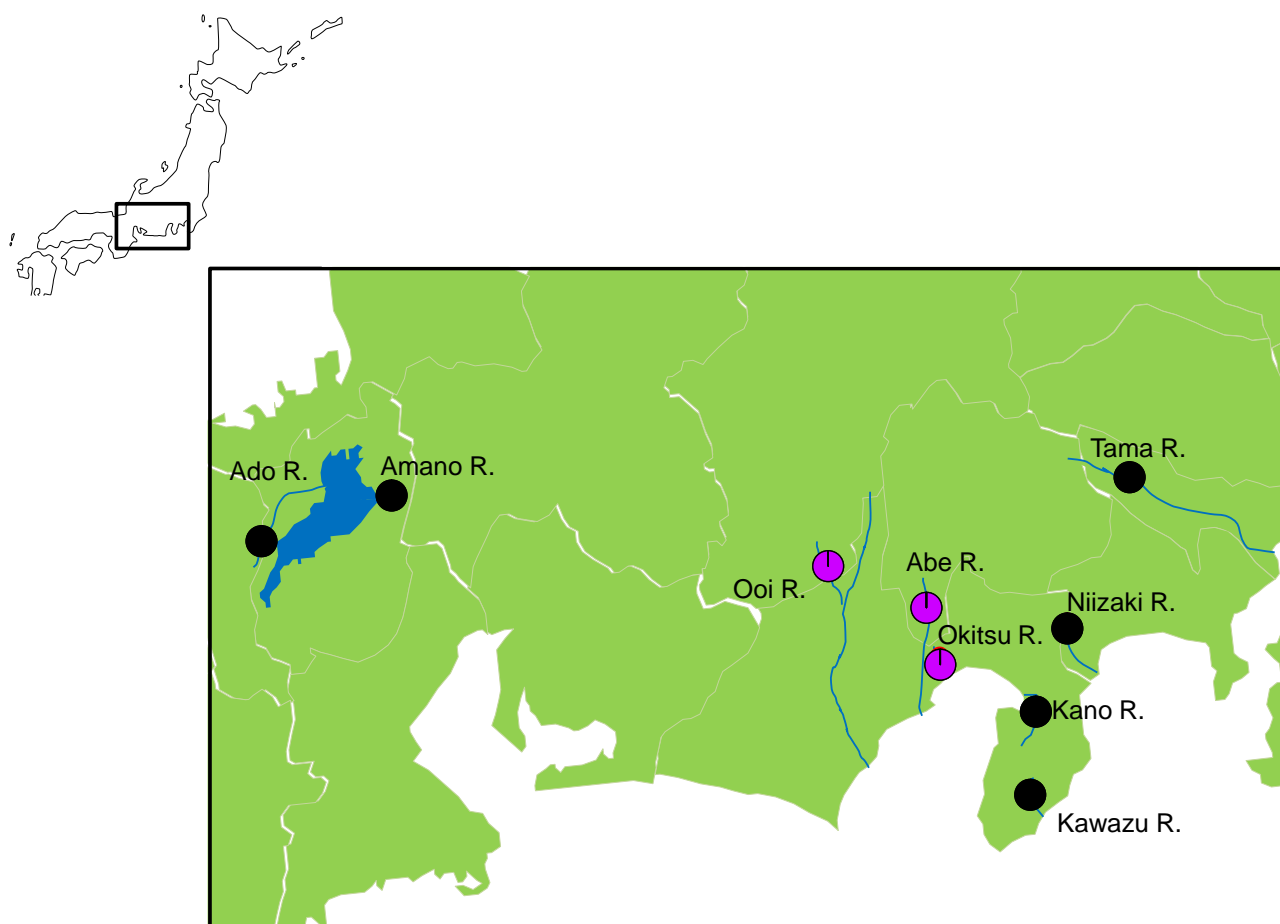 Tama R.
Amano R.
Ado R.
Abe R.
Ooi R.
Niizaki R.
Okitsu R.
Kano R.
Kawazu R.